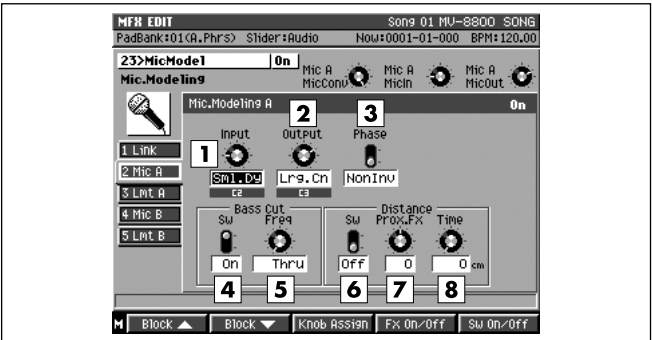 MFX EDIT Song 01 MV-8800 SONG
PadBank:01(A.Phrs) Slider:Audio Now:0001-01-000 BPM:120.00
23>MicModel On
Mic.Modeling
Mic A MicConv Mic A MicIn Mic A MicOut
Mic.Modeling A On
2 3
Input Output Phase
1
Sml.Dy Lrg.Cn NonInv
C2 C3
1 Link
2 Mic A
3 Lmt A
4 Mic B
5 Lmt B
Bass Cut Distance
Sw Freq Sw Prox.Fx Time
On Thru Off 0 0 cm
4 5 6 7 8
M Block ▲ Block ▼ Knob Assign Fx On/Off Sw On/Off